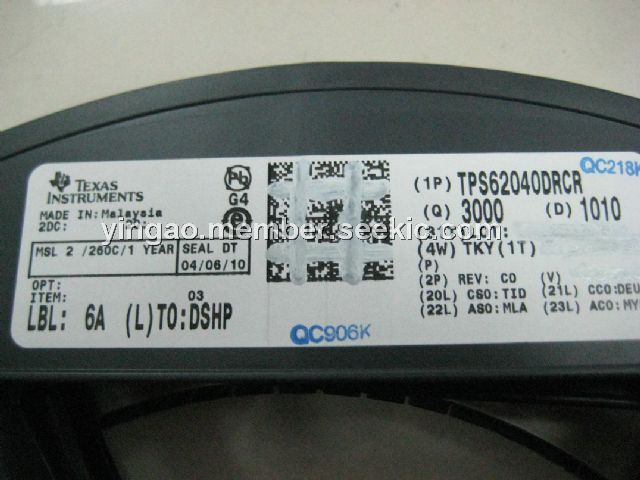 QC218K
TEXAS
INSTRUMENTS
MADE IN: Malaysia
2DC:
Pb
G4
(1P) TPS62040DRCR
(Q) 3000 (D) 1010
yingao.member.seekic.com
MSL 2 /260C/1 YEAR
SEAL DT
04/06/10
(4W) TKY(1T)
(P)
(2P) REV: CO (V)
(20L) CSO:TID (21L) CCO:DEU
(22L) ASO:MLA (23L) ACO:MY
OPT:
ITEM: 03
LBL: 6A (L)TO:DSHP
QC906K